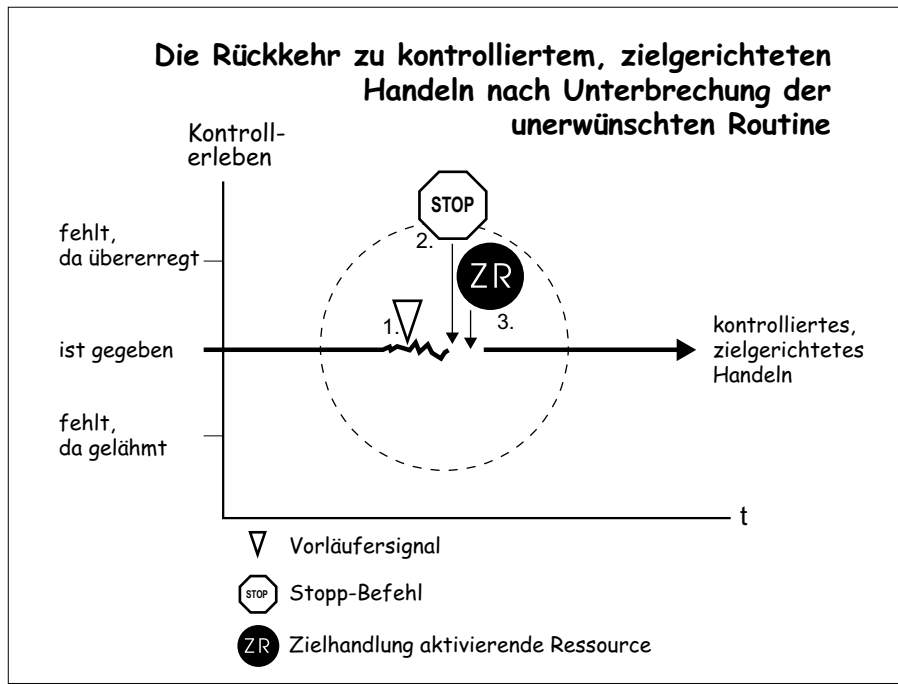 Die Rückkehr zu kontrolliertem, zielgerichteten
Handeln nach Unterbrechung der
unerwünschten Routine
Kontroll-
erleben
STOP
fehlt,
da übererregt
2.
ZR
1.
3.
ist gegeben
kontrolliertes,
zielgerichtetes
Handeln
fehlt,
da gelähmt
t
Vorläufersignal
STOP Stopp-Befehl
ZR Zielhandlung aktivierende Ressource